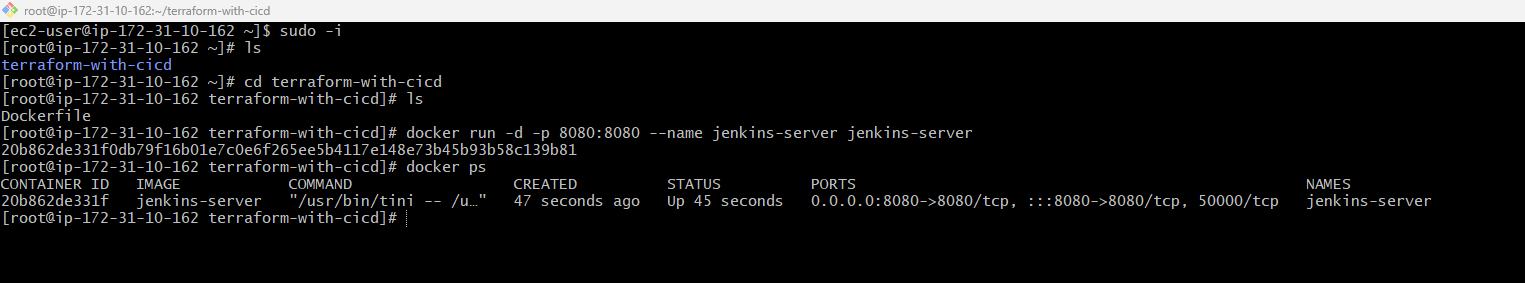 root@ip-172-31-10-162:~/terraform-with-cicd
[ec2-user@ip-172-31-10-162 ~]$ sudo -i
[root@ip-172-31-10-162 ~]# ls
terraform-with-cicd
[root@ip-172-31-10-162 ~]# cd terraform-with-cicd
[root@ip-172-31-10-162 terraform-with-cicd]# ls
Dockerfile
[root@ip-172-31-10-162 terraform-with-cicd]# docker run -d -p 8080:8080 --name jenkins-server jenkins-server
20b862de331f0db79f16b01e7c0e6f265ee5b4117e148e73b45b93b58c139b81
[root@ip-172-31-10-162 terraform-with-cicd]# docker ps
CONTAINER ID   IMAGE            COMMAND                  CREATED          STATUS          PORTS                                                  NAMES
20b862de331f   jenkins-server   "/usr/bin/tini -- /u…"   47 seconds ago   Up 45 seconds   0.0.0.0:8080->8080/tcp, :::8080->8080/tcp, 50000/tcp   jenkins-server
[root@ip-172-31-10-162 terraform-with-cicd]#